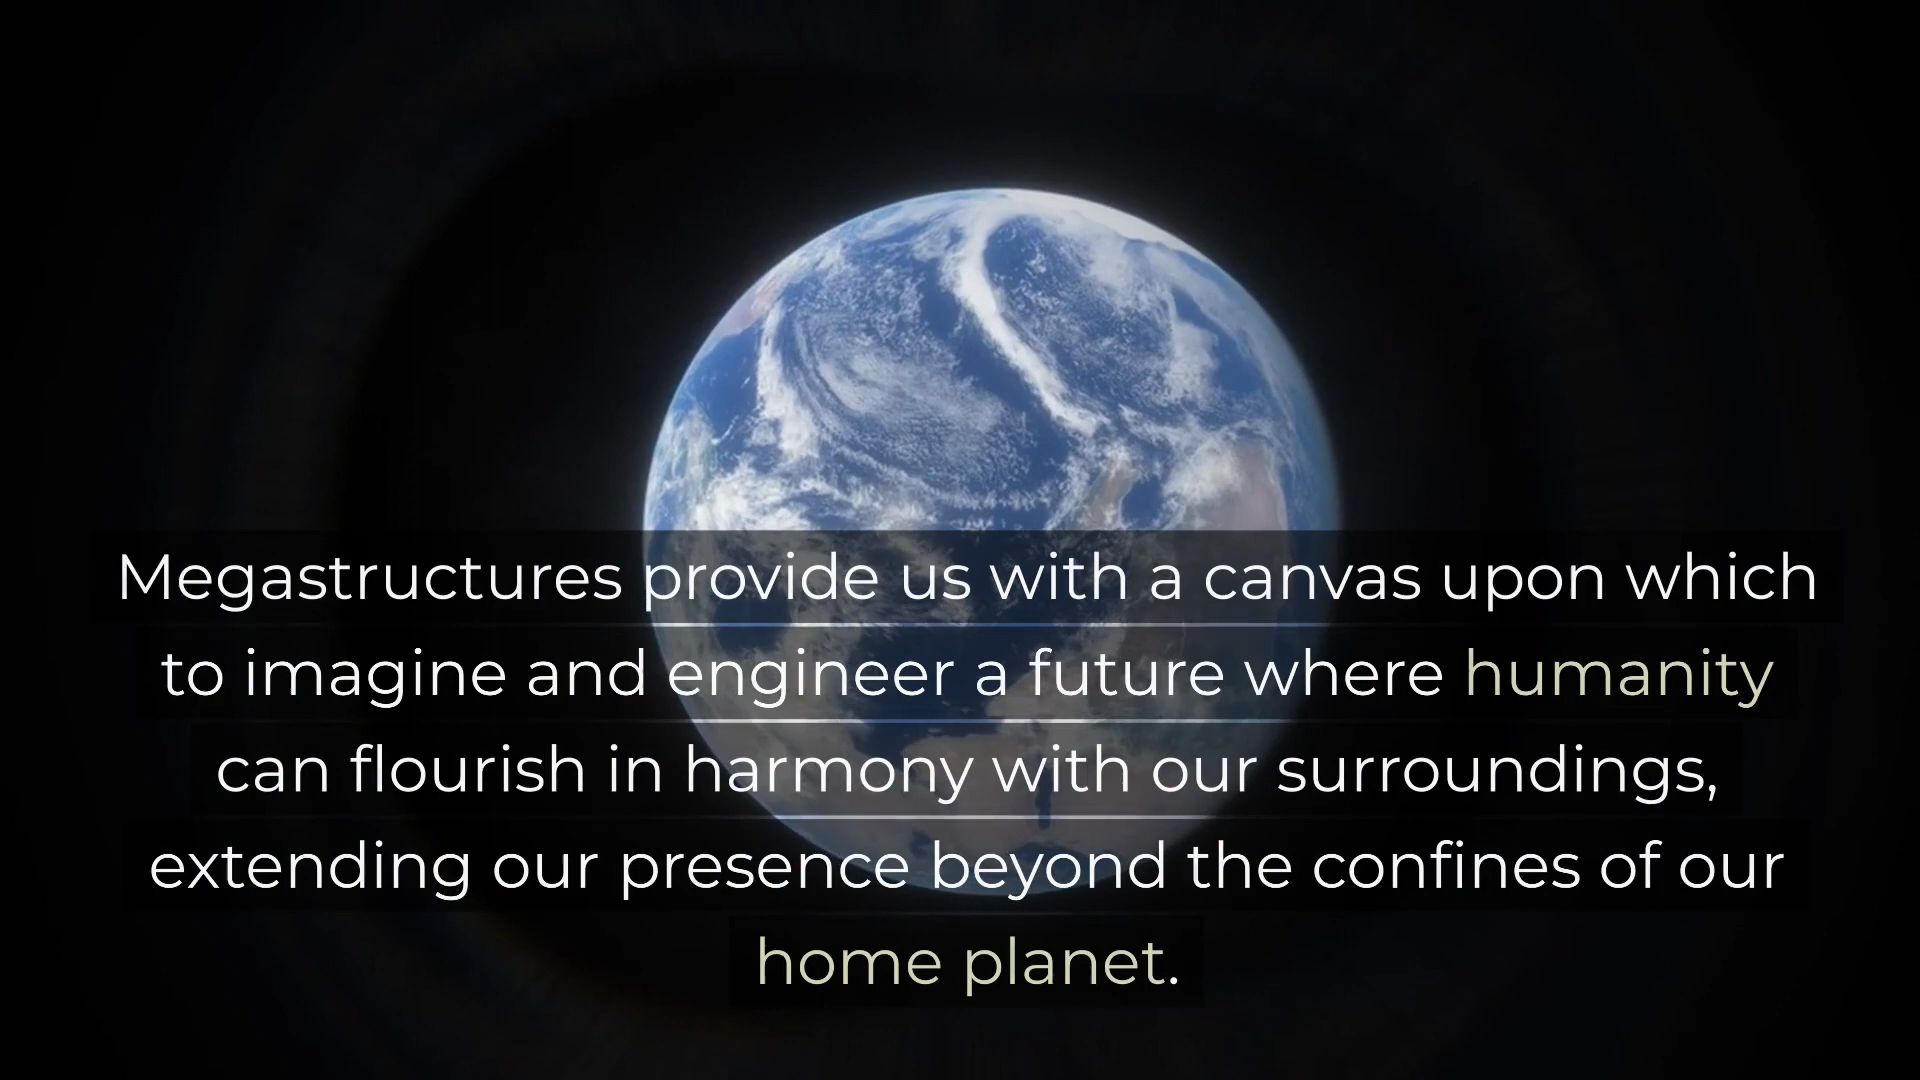 Megastructures provide us with a canvas upon which
to imagine and engineer a future where humanity
can flourish in harmony with our surroundings,
extending our presence beyond the confines of our
home planet.